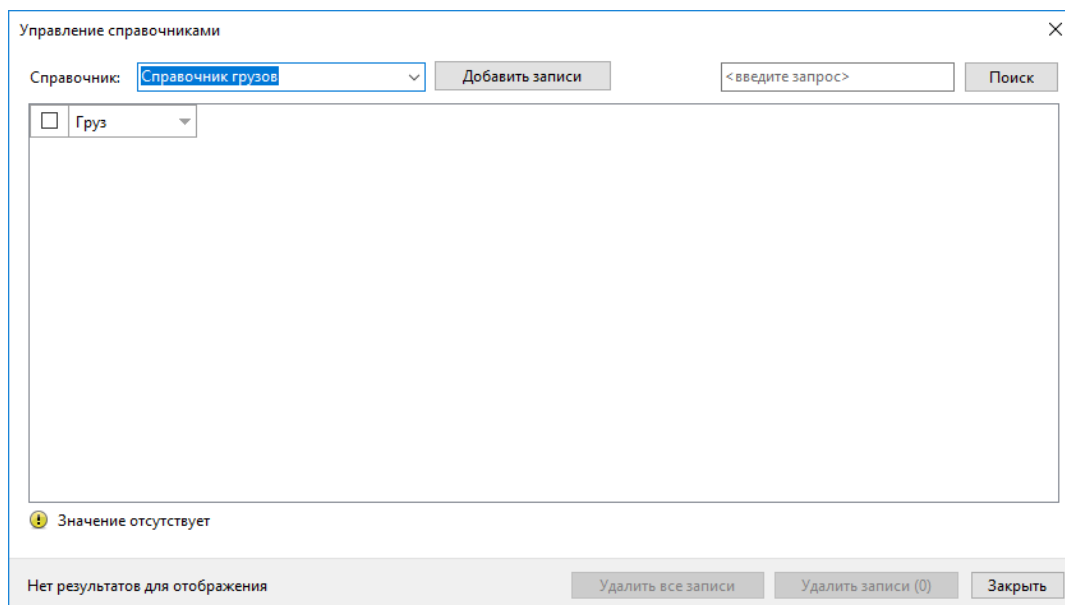 Управление справочниками
Справочник: Справочник грузов Добавить записи <введите запрос> Поиск
Груз
Значение отсутствует
Нет результатов для отображения Удалить все записи Удалить записи (0) Закрыть